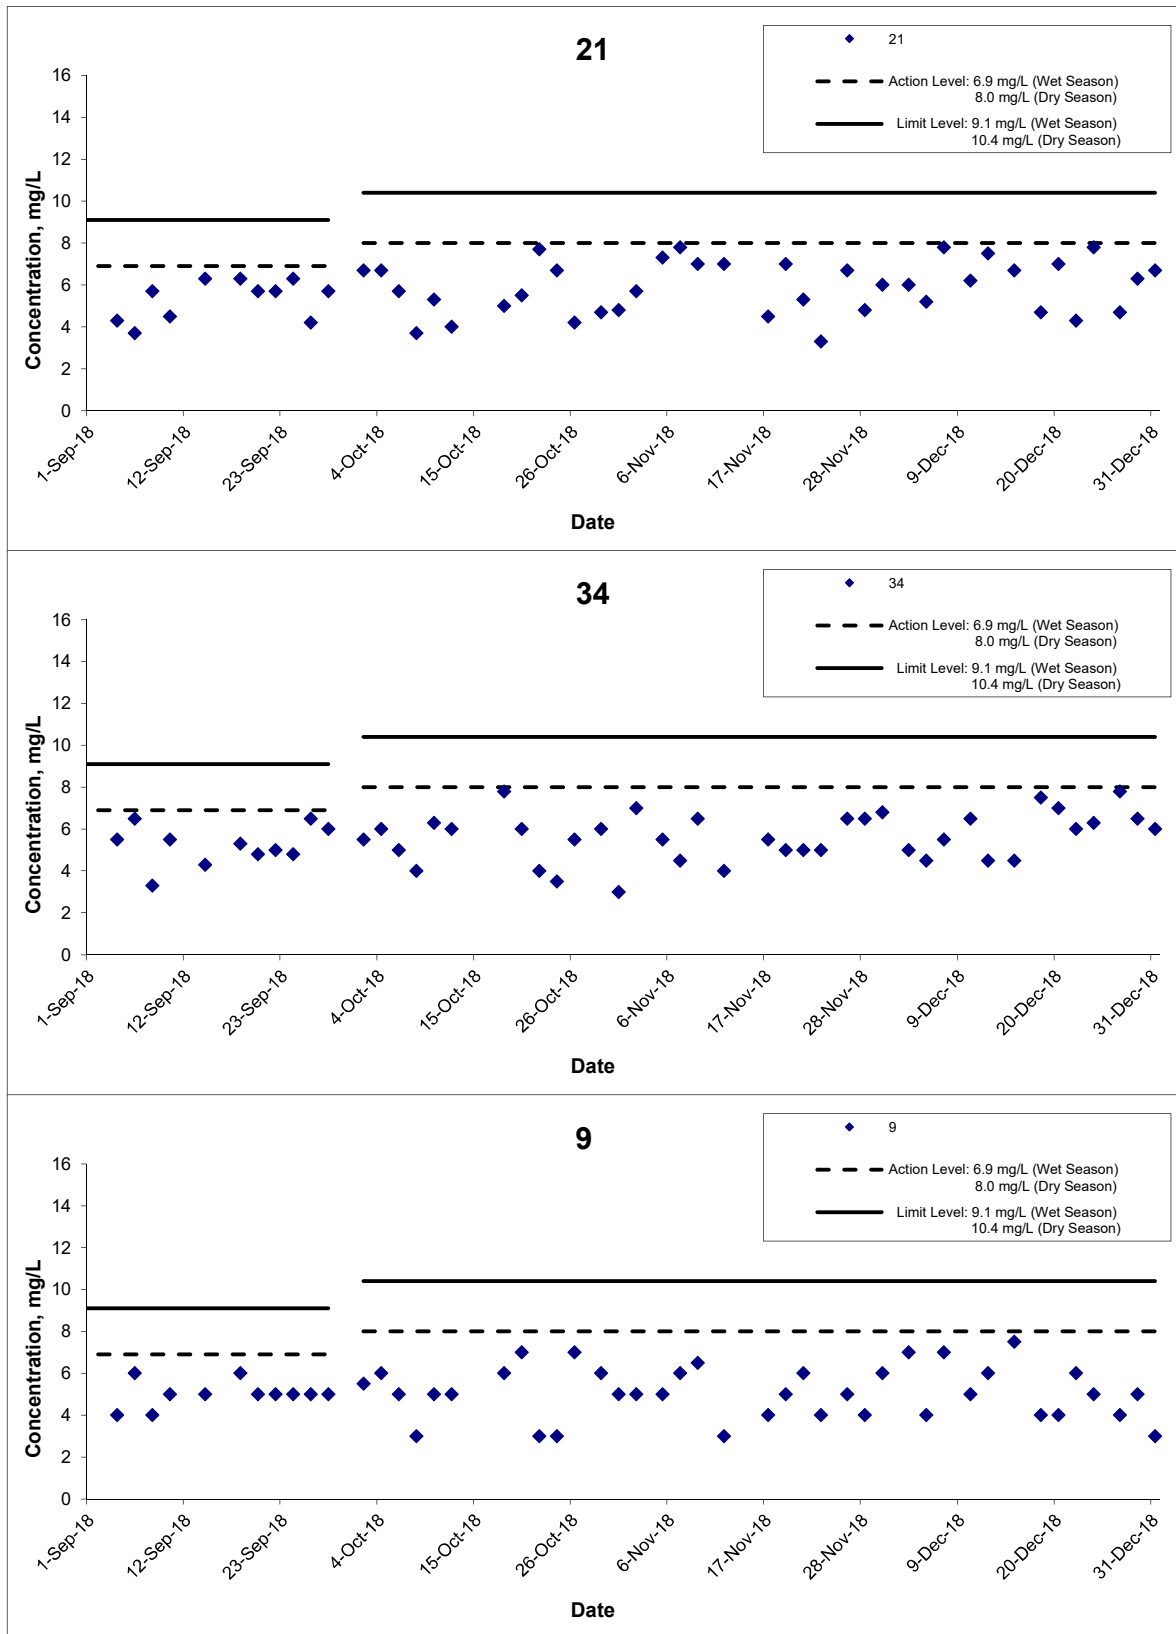 21
21
Action Level: 6.9 mg/L (Wet Season)
8.0 mg/L (Dry Season)
Limit Level: 9.1 mg/L (Wet Season)
10.4 mg/L (Dry Season)
Concentration, mg/L
16
14
12
10
8
6
4
2
0
1-Sep-18
12-Sep-18
23-Sep-18
4-Oct-18
15-Oct-18
26-Oct-18
6-Nov-18
17-Nov-18
28-Nov-18
9-Dec-18
20-Dec-18
31-Dec-18
Date
34
34
Action Level: 6.9 mg/L (Wet Season)
8.0 mg/L (Dry Season)
Limit Level: 9.1 mg/L (Wet Season)
10.4 mg/L (Dry Season)
Concentration, mg/L
16
14
12
10
8
6
4
2
0
1-Sep-18
12-Sep-18
23-Sep-18
4-Oct-18
15-Oct-18
26-Oct-18
6-Nov-18
17-Nov-18
28-Nov-18
9-Dec-18
20-Dec-18
31-Dec-18
Date
9
9
Action Level: 6.9 mg/L (Wet Season)
8.0 mg/L (Dry Season)
Limit Level: 9.1 mg/L (Wet Season)
10.4 mg/L (Dry Season)
Concentration, mg/L
16
14
12
10
8
6
4
2
0
1-Sep-18
12-Sep-18
23-Sep-18
4-Oct-18
15-Oct-18
26-Oct-18
6-Nov-18
17-Nov-18
28-Nov-18
9-Dec-18
20-Dec-18
31-Dec-18
Date